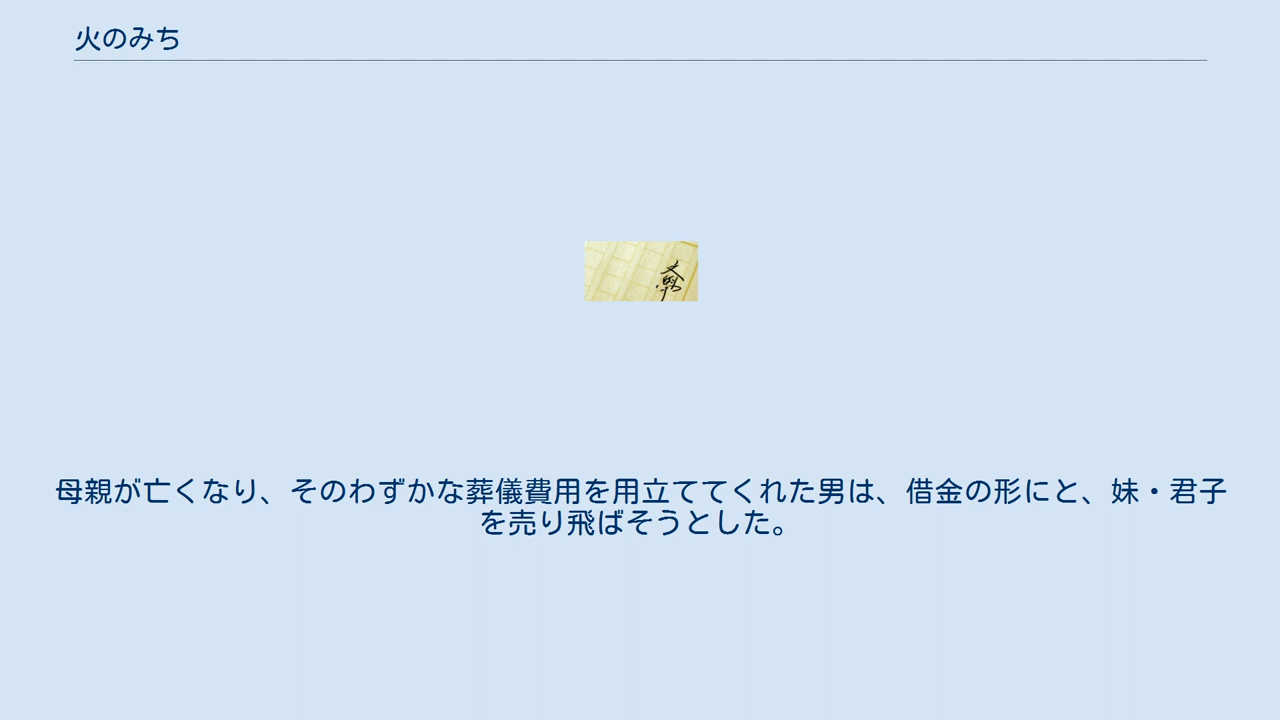 火のみち
母親が亡くなり、そのわずかな葬儀費用を用立ててくれた男は、借金の形にと、妹・君子
を売り飛ばそうとした。